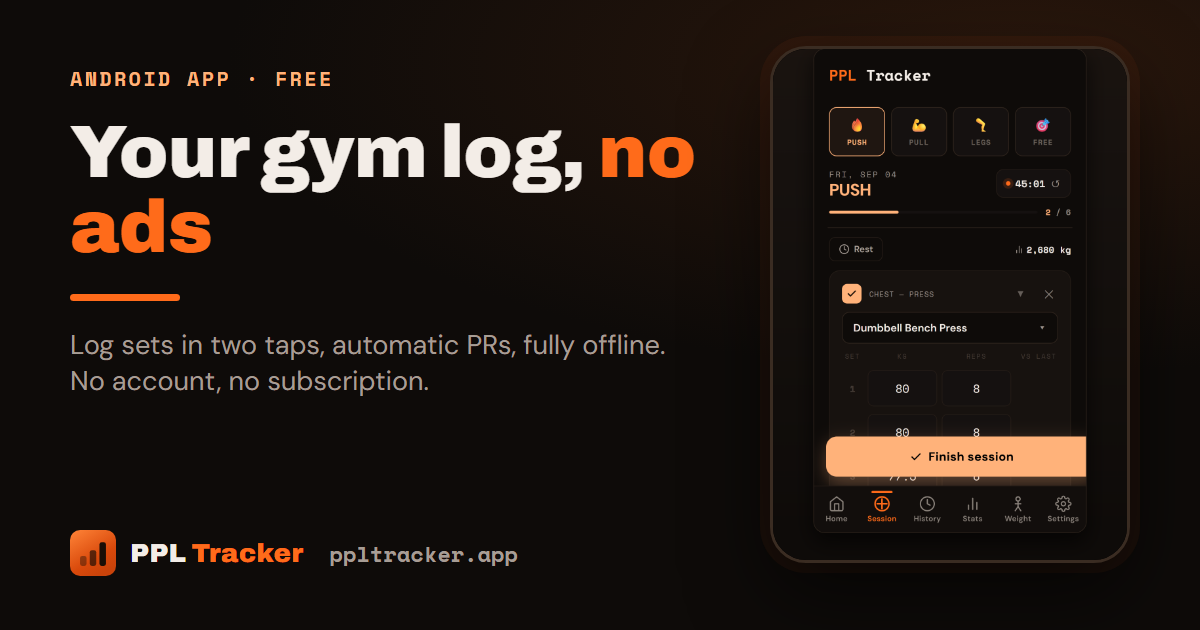 ANDROID APP · FREE
Your gym log, no
ads
Log sets in two taps, automatic PRs, fully offline.
No account, no subscription.
PPL Tracker ppltracker.app
PPL Tracker
PUSH PULL LEGS FREE
FRI, SEP 04
PUSH
45:01
2 / 6
Rest
2,680 kg
CHEST — PRESS
Dumbbell Bench Press
SET KG REPS VS LAST
1 80 8
2 80 8
Finish session
Home Session History Stats Weight Settings